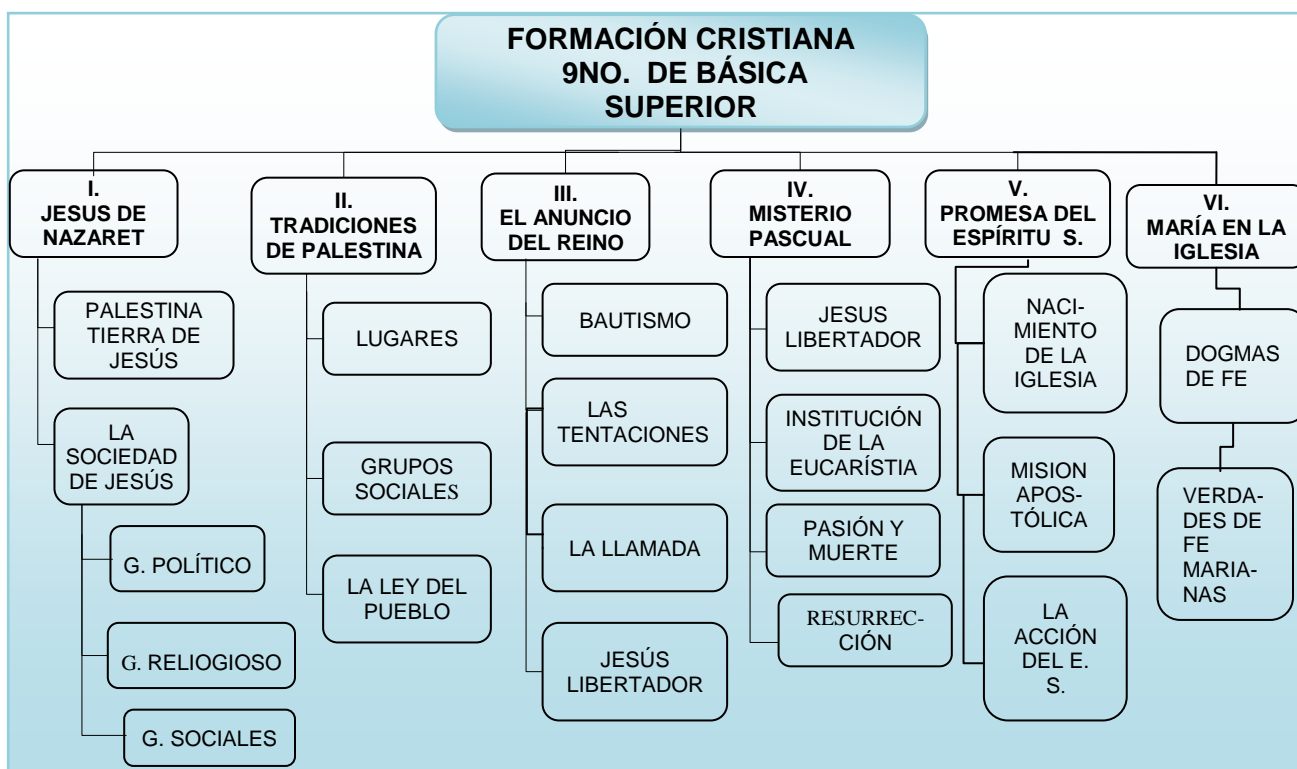 FORMACIÓN CRISTIANA
9NO. DE BÁSICA
SUPERIOR
I.
JESUS DE
NAZARET
PALESTINA
TIERRA DE
JESÚS
LA
SOCIEDAD
DE JESÚS
G. POLÍTICO
G. RELIOGIOSO
G. SOCIALES
II.
TRADICIONES
DE PALESTINA
LUGARES
GRUPOS
SOCIALES
LA LEY DEL
PUEBLO
III.
EL ANUNCIO
DEL REINO
BAUTISMO
LAS
TENTACIONES
LA LLAMADA
JESÚS
LIBERTADOR
IV.
MISTERIO
PASCUAL
JESUS
LIBERTADOR
INSTITUCIÓN
DE LA
EUCARÍSTIA
PASIÓN Y
MUERTE
RESURREC-
CIÓN
V.
PROMESA DEL
ESPÍRITU S.
NACI-
MIENTO
DE LA
IGLESIA
MISION
APOS-
TÓLICA
LA
ACCIÓN
DEL E.
S.
VI.
MARÍA EN LA
IGLESIA
DOGMAS
DE FE
VERDA-
DES DE
FE
MARIA-
NAS